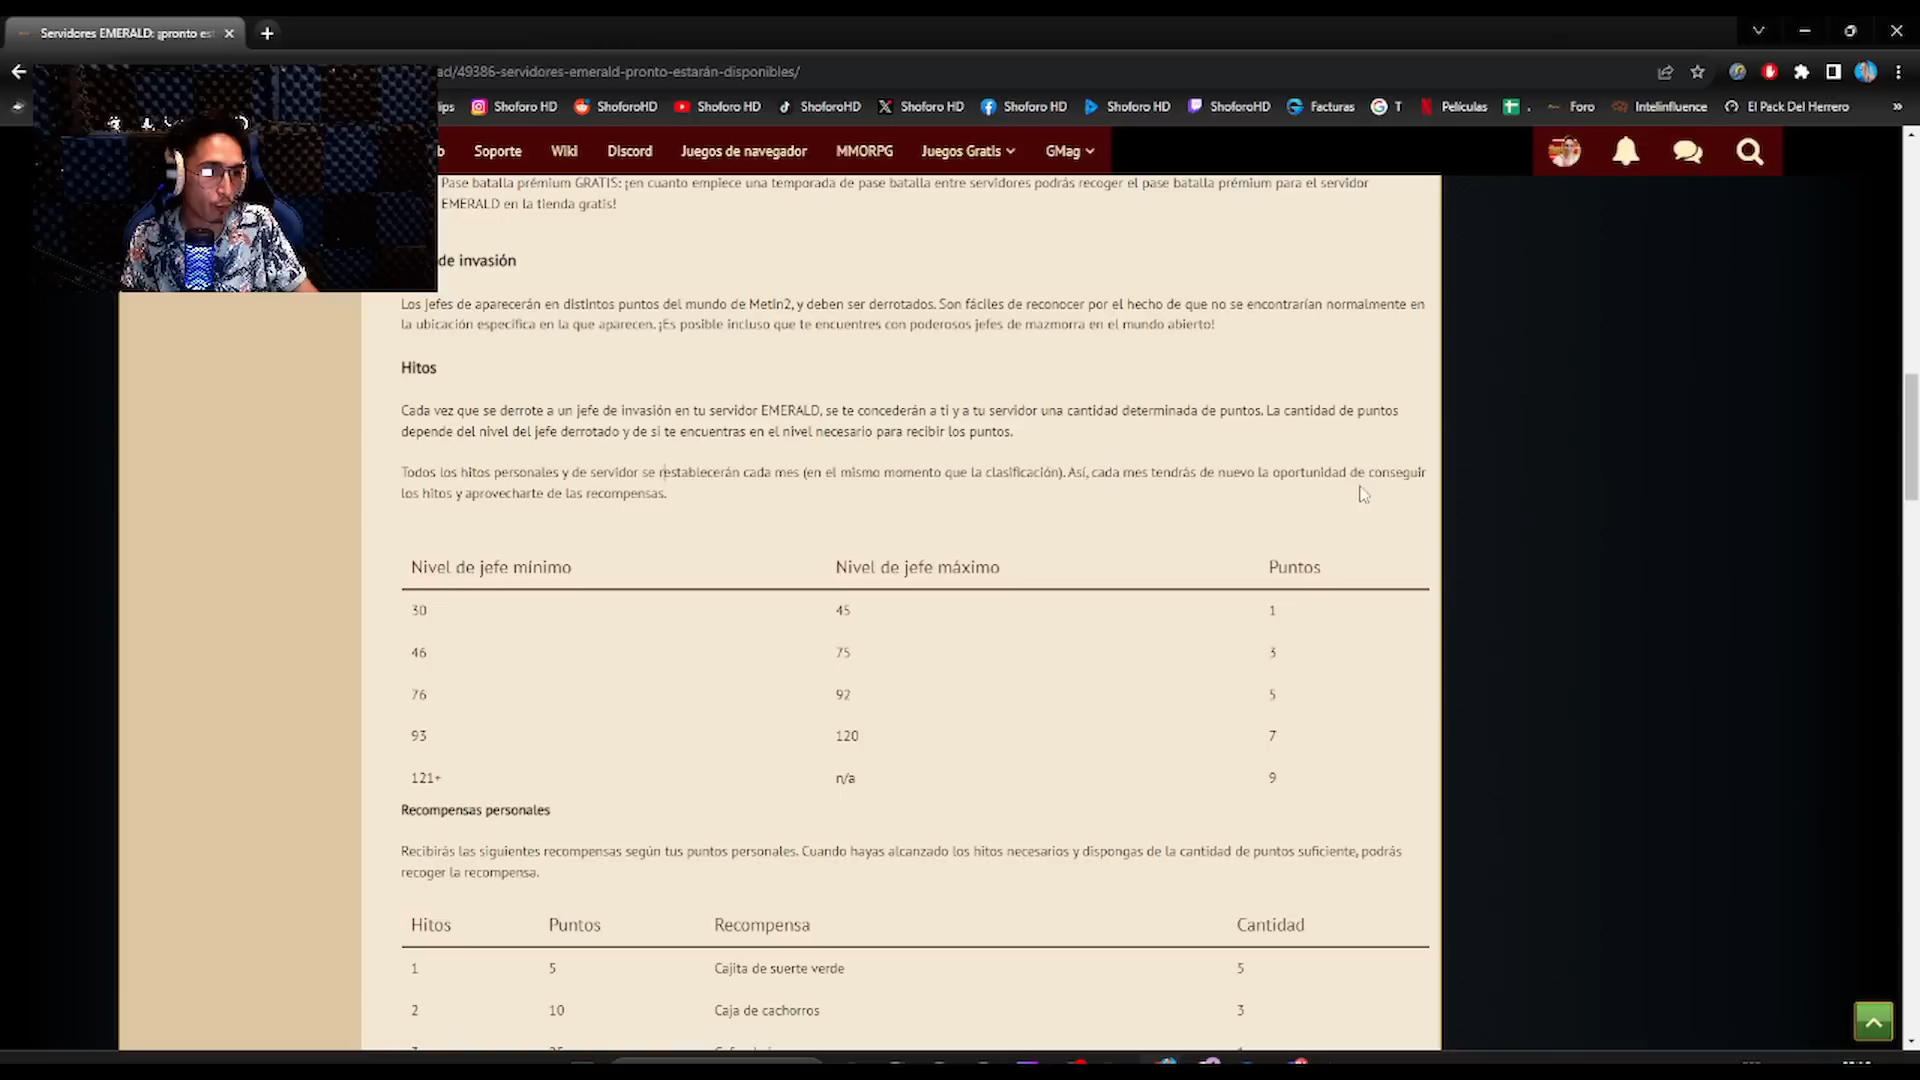 Servidores EMERALD: ¡pronto es
ad/49386-servidores-emerald-pronto-estarán-disponibles/
ips Shoforo HD ShoforoHD Shoforo HD ShoforoHD Shoforo HD Shoforo HD Shoforo HD ShoforoHD Facturas T Películas . Foro Intelinfluence El Pack Del Herrero »
b Soporte Wiki Discord Juegos de navegador MMORPG Juegos Gratis GMag
Pase batalla prémium GRATIS: ¡en cuanto empiece una temporada de pase batalla entre servidores podrás recoger el pase batalla prémium para el servidor
EMERALD en la tienda gratis!
de invasión
Los jefes de aparecerán en distintos puntos del mundo de Metin2, y deben ser derrotados. Son fáciles de reconocer por el hecho de que no se encontrarían normalmente en
la ubicación específica en la que aparecen. ¡Es posible incluso que te encuentres con poderosos jefes de mazmorra en el mundo abierto!
Hitos
Cada vez que se derrote a un jefe de invasión en tu servidor EMERALD, se te concederán a ti y a tu servidor una cantidad determinada de puntos. La cantidad de puntos
depende del nivel del jefe derrotado y de si te encuentras en el nivel necesario para recibir los puntos.
Todos los hitos personales y de servidor se restablecerán cada mes (en el mismo momento que la clasificación). Así, cada mes tendrás de nuevo la oportunidad de conseguir
los hitos y aprovecharte de las recompensas.
Nivel de jefe mínimo Nivel de jefe máximo Puntos
30 45 1
46 75 3
76 92 5
93 120 7
121+ n/a 9
Recompensas personales
Recibirás las siguientes recompensas según tus puntos personales. Cuando hayas alcanzado los hitos necesarios y dispongas de la cantidad de puntos suficiente, podrás
recoger la recompensa.
Hitos Puntos Recompensa Cantidad
1 5 Cajita de suerte verde 5
2 10 Caja de cachorros 3